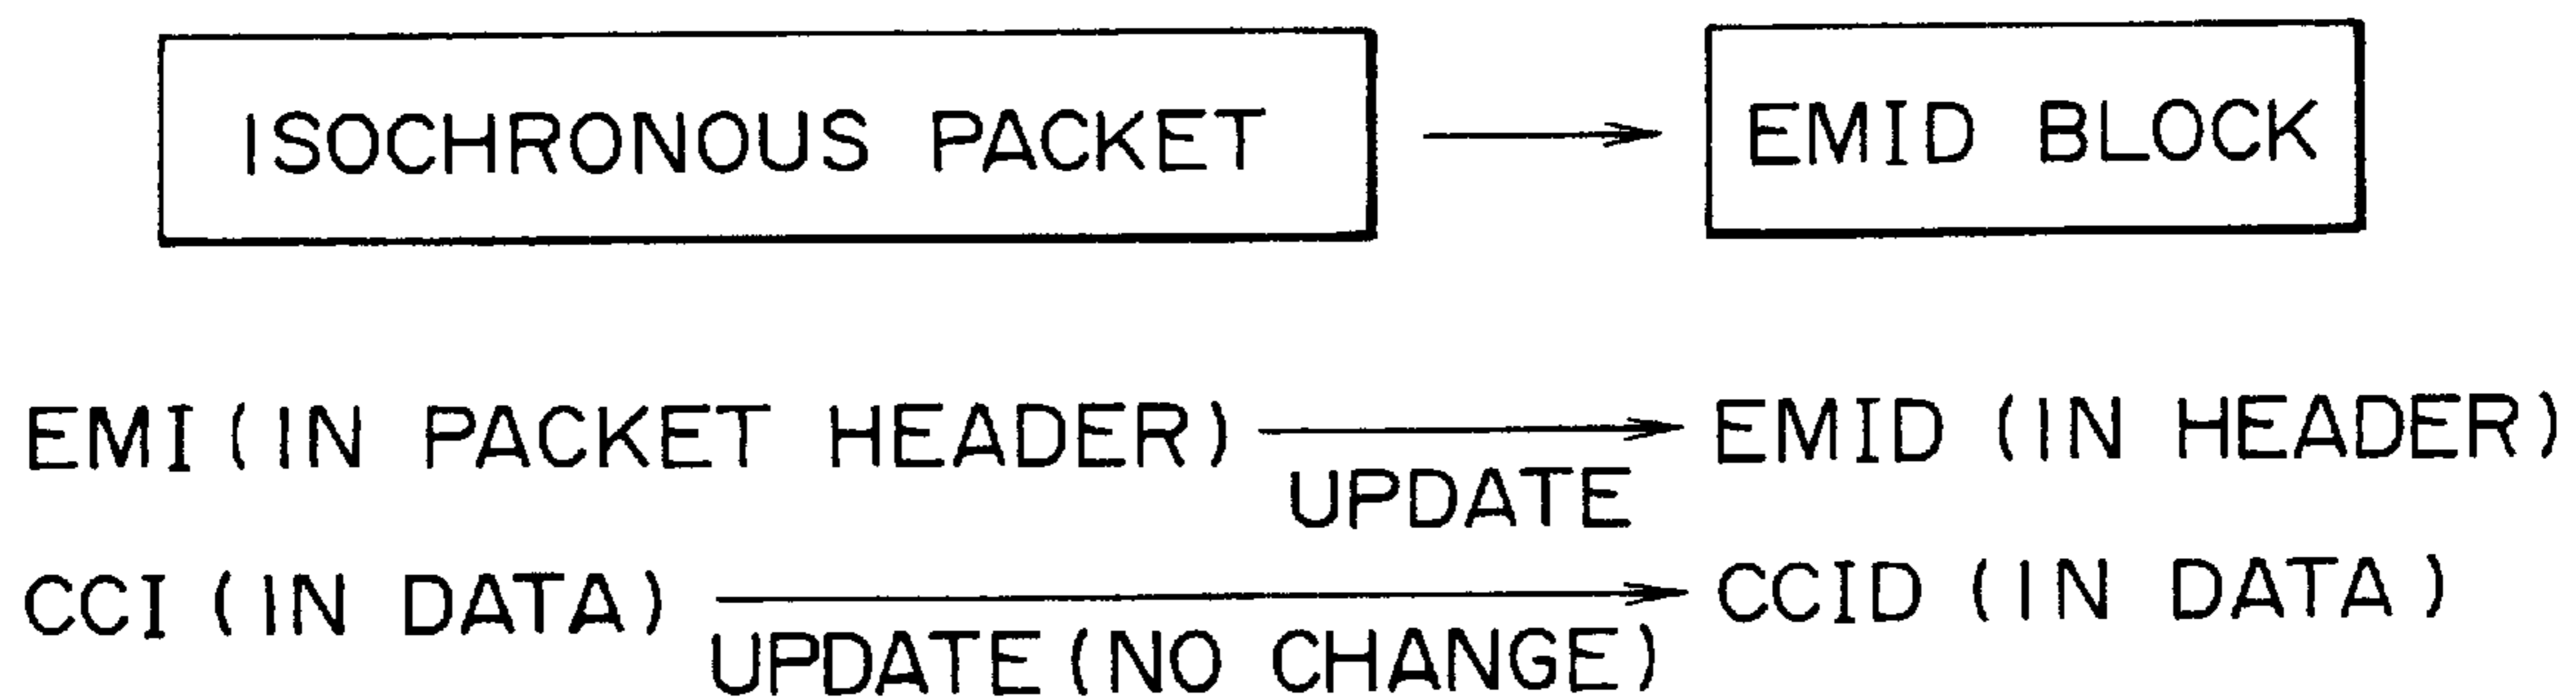 ISOCHRONOUS PACKET
EMID BLOCK
EMI (IN PACKET HEADER)
UPDATE
EMID (IN HEADER)
CCI (IN DATA)
UPDATE (NO CHANGE)
CCID (IN DATA)